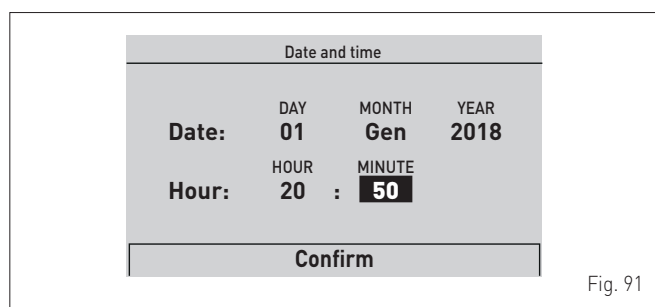 Date and time
DAY MONTH YEAR
Date: 01 Gen 2018
HOUR MINUTE
Hour: 20 : 50
Confirm
Fig. 91